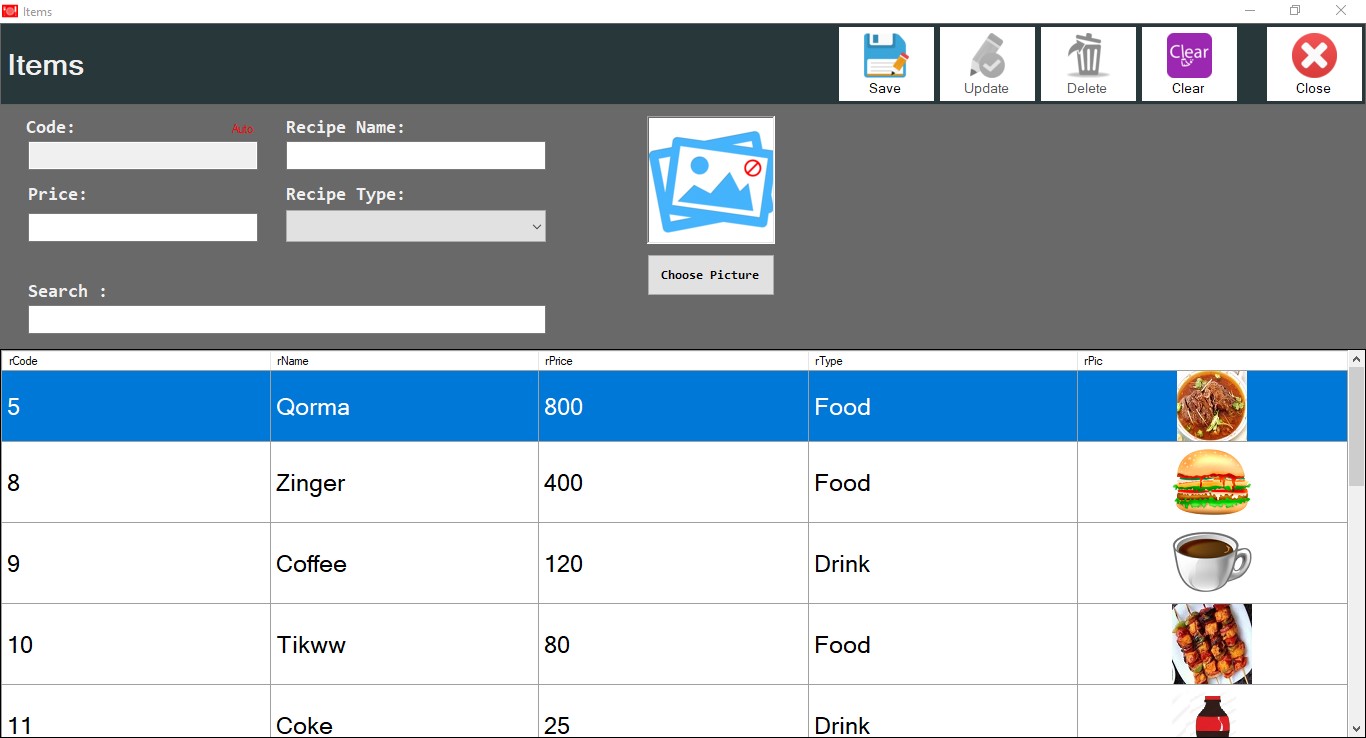 Items
Items
Save Update Delete Clear Clear Close
Code: Auto Recipe Name:
Price: Recipe Type:
Choose Picture
Search :
rCode rName rPrice rType rPic
5 Qorma 800 Food
8 Zinger 400 Food
9 Coffee 120 Drink
10 Tikww 80 Food
11 Coke 25 Drink